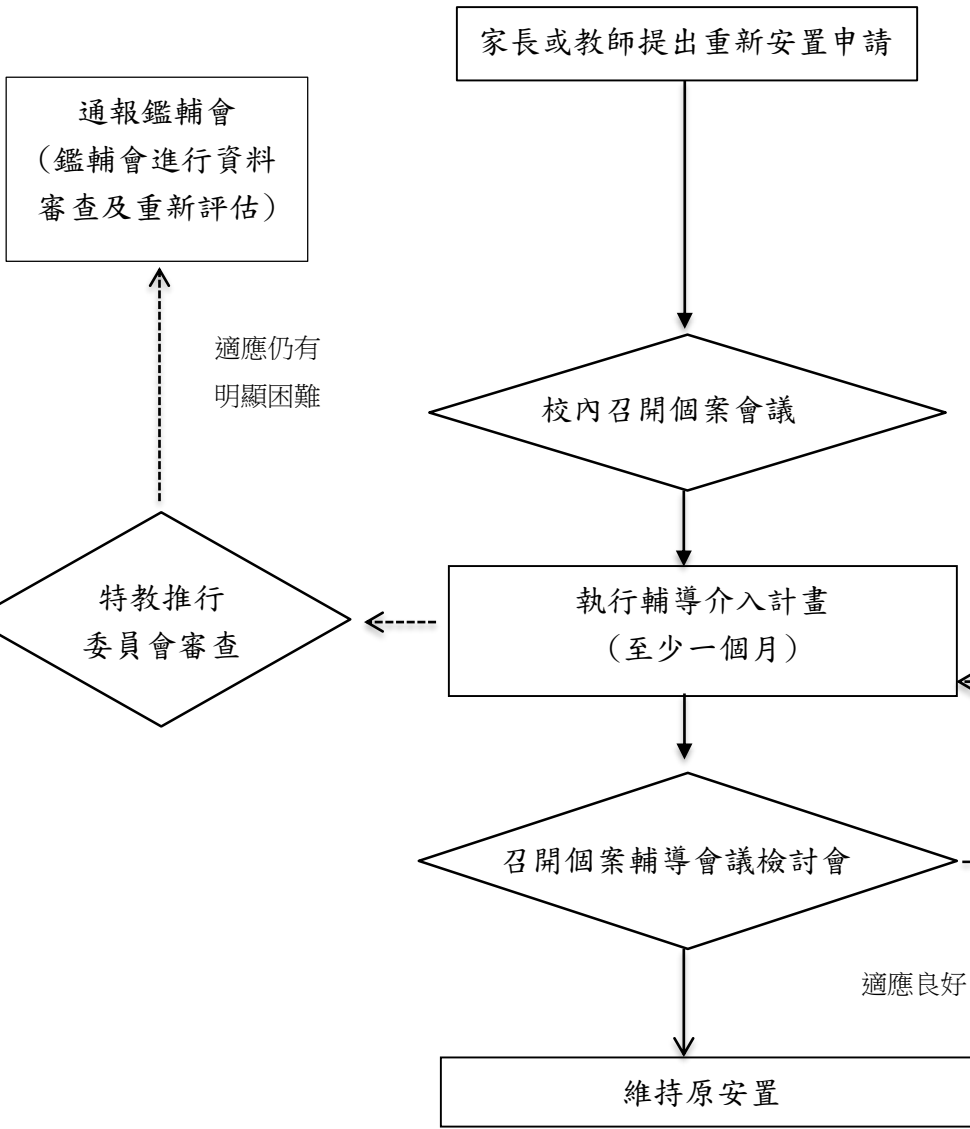 家長或教師提出重新安置申請
通報鑑輔會
(鑑輔會進行資料
審查及重新評估)
適應仍有
明顯困難
校內召開個案會議
特教推行
委員會審查
執行輔導介入計畫
(至少一個月)
召開個案輔導會議檢討會
適應良好
維持原安置